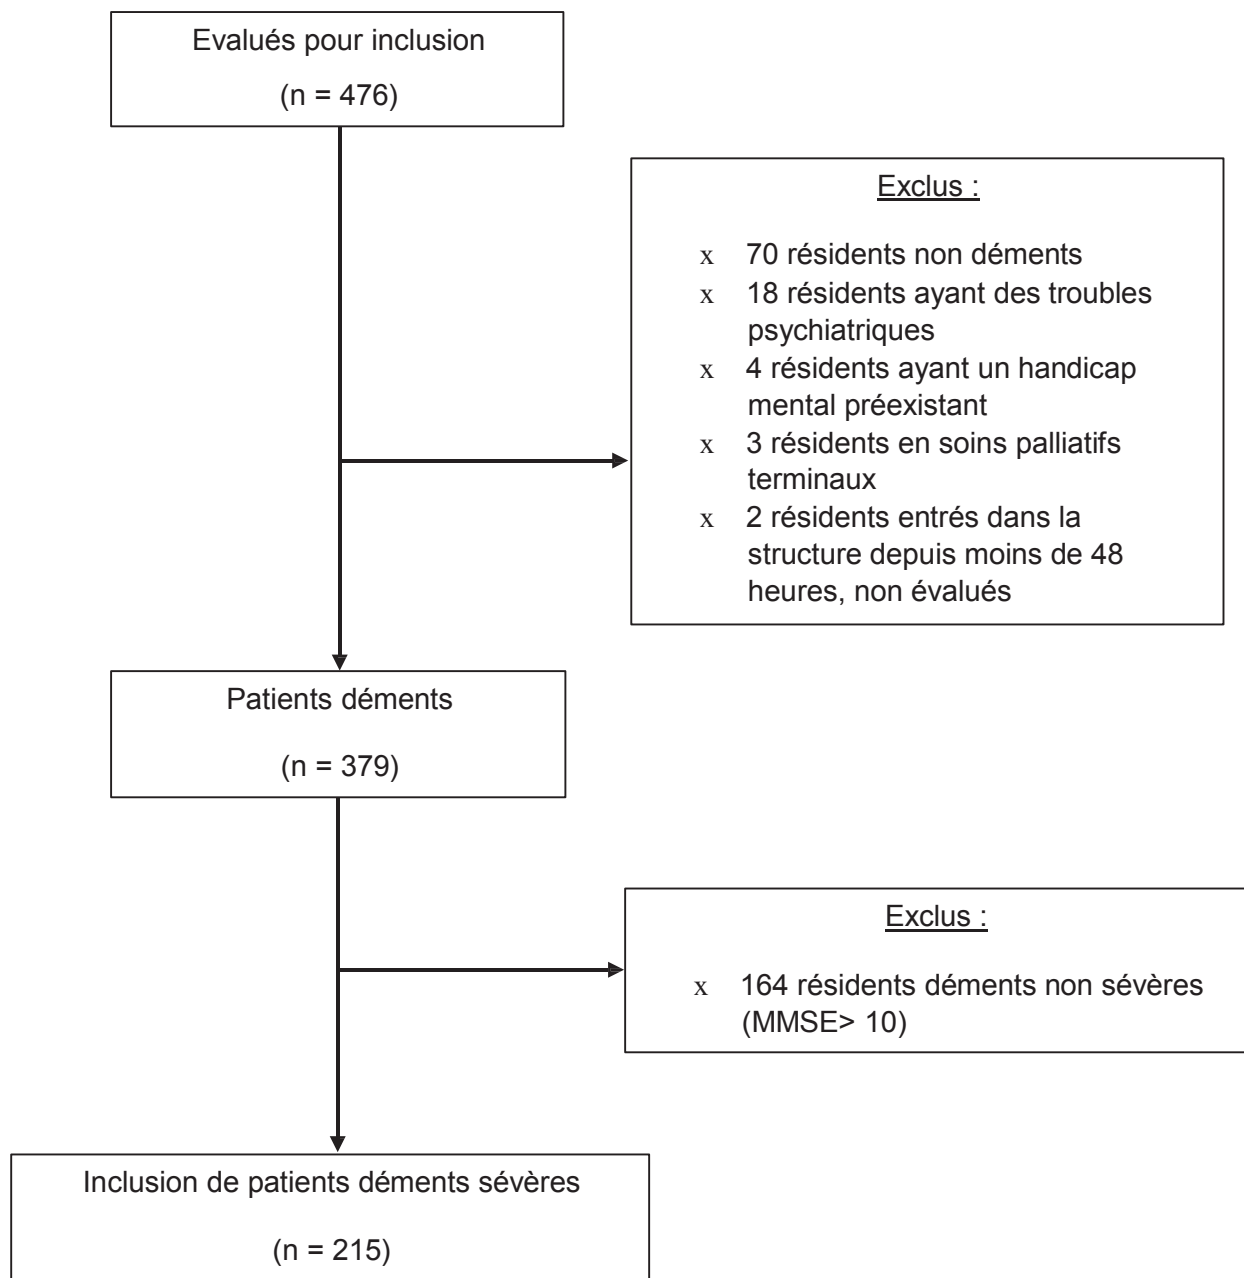 Evalués pour inclusion
(n = 476)
Exclus :
x 70 résidents non déments
x 18 résidents ayant des troubles
psychiatriques
x 4 résidents ayant un handicap
mental préexistant
x 3 résidents en soins palliatifs
terminaux
x 2 résidents entrés dans la
structure depuis moins de 48
heures, non évalués
Patients déments
(n = 379)
Exclus :
x 164 résidents déments non sévères
(MMSE> 10)
Inclusion de patients déments sévères
(n = 215)